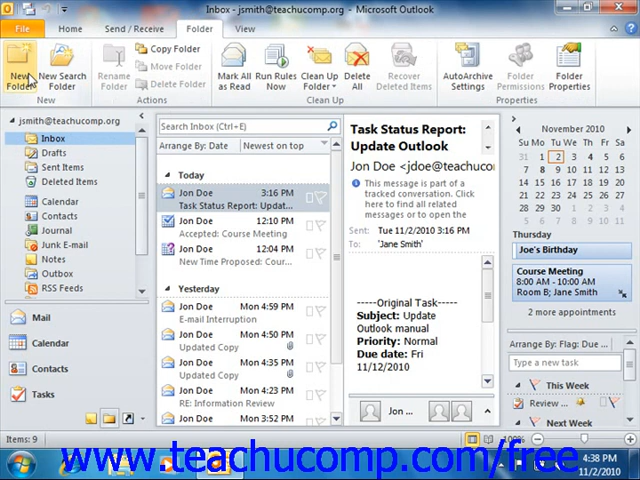 Inbox - jsmith@teachucomp.org - Microsoft Outlook
File Home Send / Receive Folder View
New Folder
New Search Folder
New
Rename Folder
Copy Folder
Move Folder
Delete Folder
Actions
Mark All as Read
Run Rules Now
Clean Up Folder
Delete All
Recover Deleted Items
Clean Up
AutoArchive Settings
Folder Permissions
Folder Properties
Properties
jsmith@teachucomp.org
Inbox
Drafts
Sent Items
Deleted Items
Calendar
Contacts
Journal
Junk E-mail
Notes
Outbox
RSS Feeds
Mail
Calendar
Contacts
Tasks
Search Inbox (Ctrl+E)
Arrange By: Date Newest on top
Today
Jon Doe 3:16 PM
Task Status Report: Updat...
Jon Doe 12:10 PM
Accepted: Course Meeting
Jon Doe 12:04 PM
New Time Proposed: Cour...
Yesterday
Jon Doe Mon 4:59 PM
E-mail Interruption
Jon Doe Mon 4:50 PM
Updated Copy
Jon Doe Mon 4:35 PM
Updated Copy
Jon Doe Mon 4:23 PM
RE: Information Review
Jon Doe Mon 3:52 PM
Task Status Report:
Update Outlook
Jon Doe <jdoe@teachucor
This message is part of a
tracked conversation. Click
here to find all related
messages or to open the
Sent: Tue 11/2/2010 3:16 PM
To: 'Jane Smith'
-----Original Task-----
Subject: Update
Outlook manual
Priority: Normal
Due date: Fri
11/12/2010
Jon ...
November 2010
Su Mo Tu We Th Fr Sa
31 1 2 3 4 5 6
7 8 9 10 11 12 13
14 15 16 17 18 19 20
21 22 23 24 25 26 27
28 29 30
Thursday
Joe's Birthday
Course Meeting
8:00 AM - 10:00 AM
Room B; Jane Smith
2 more appointments
Arrange By: Flag: Due ...
Type a new task
This Week
Review ...
Next Week
Items: 9
100%
www.teachucomp.com/free
4:38 PM
11/2/2010